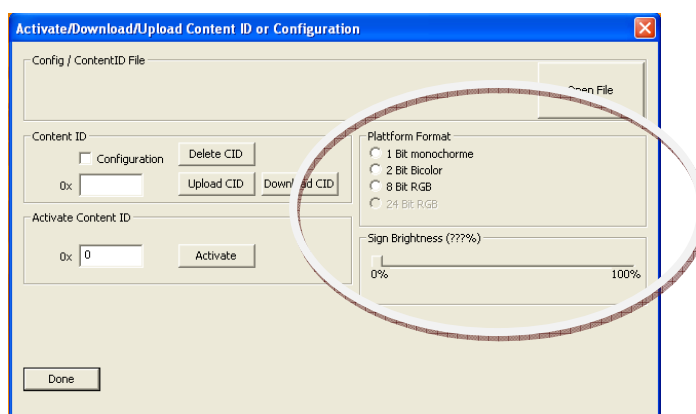 Activate/Download/Upload Content ID or Configuration
Config / ContentID File
Open File
Content ID
Configuration
Delete CID
0x
Upload CID
Download CID
Activate Content ID
0x 0
Activate
Plattform Format
1 Bit monochorme
2 Bit Bicolor
8 Bit RGB
24 Bit RGB
Sign Brightness (???%)
0%
100%
Done